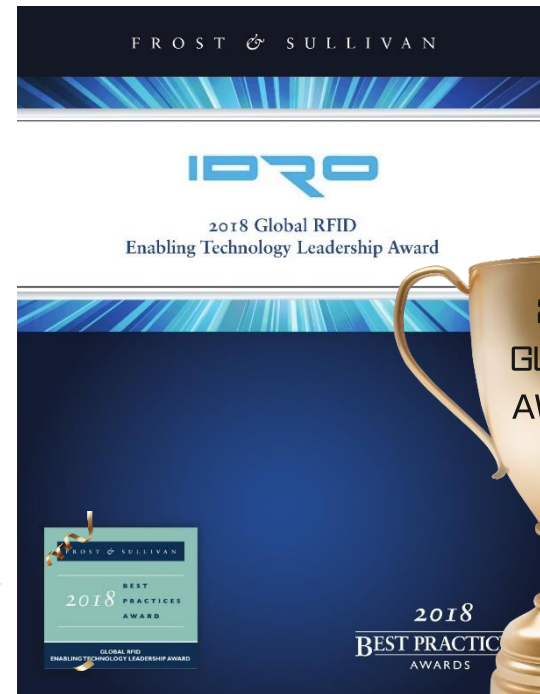 FROST & SULLIVAN
IDRO
2018 Global RFID
Enabling Technology Leadership Award
FROST & SULLIVAN
2018 BEST
PRACTICES
AWARD
GLOBAL RFID
ENABLING TECHNOLOGY LEADERSHIP AWARD
2018
BEST
AWARDS